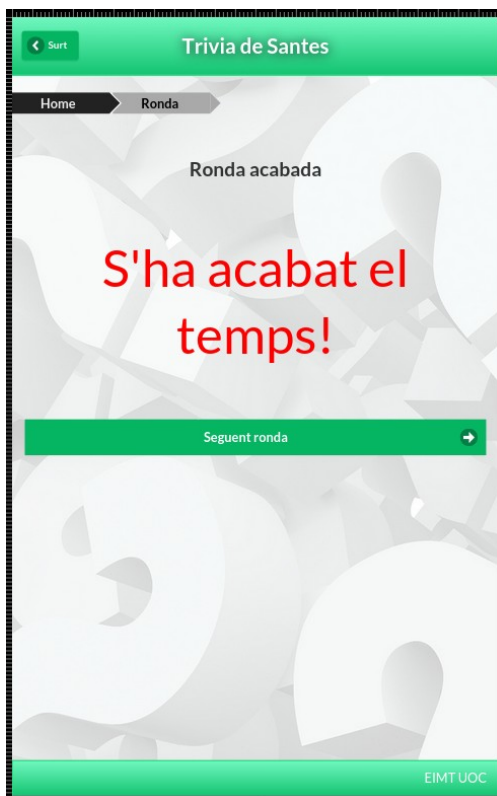 Surt
Trivia de Santes
Home
Ronda
Ronda acabada
S'ha acabat el
temps!
Seguent ronda
EIMT UOC